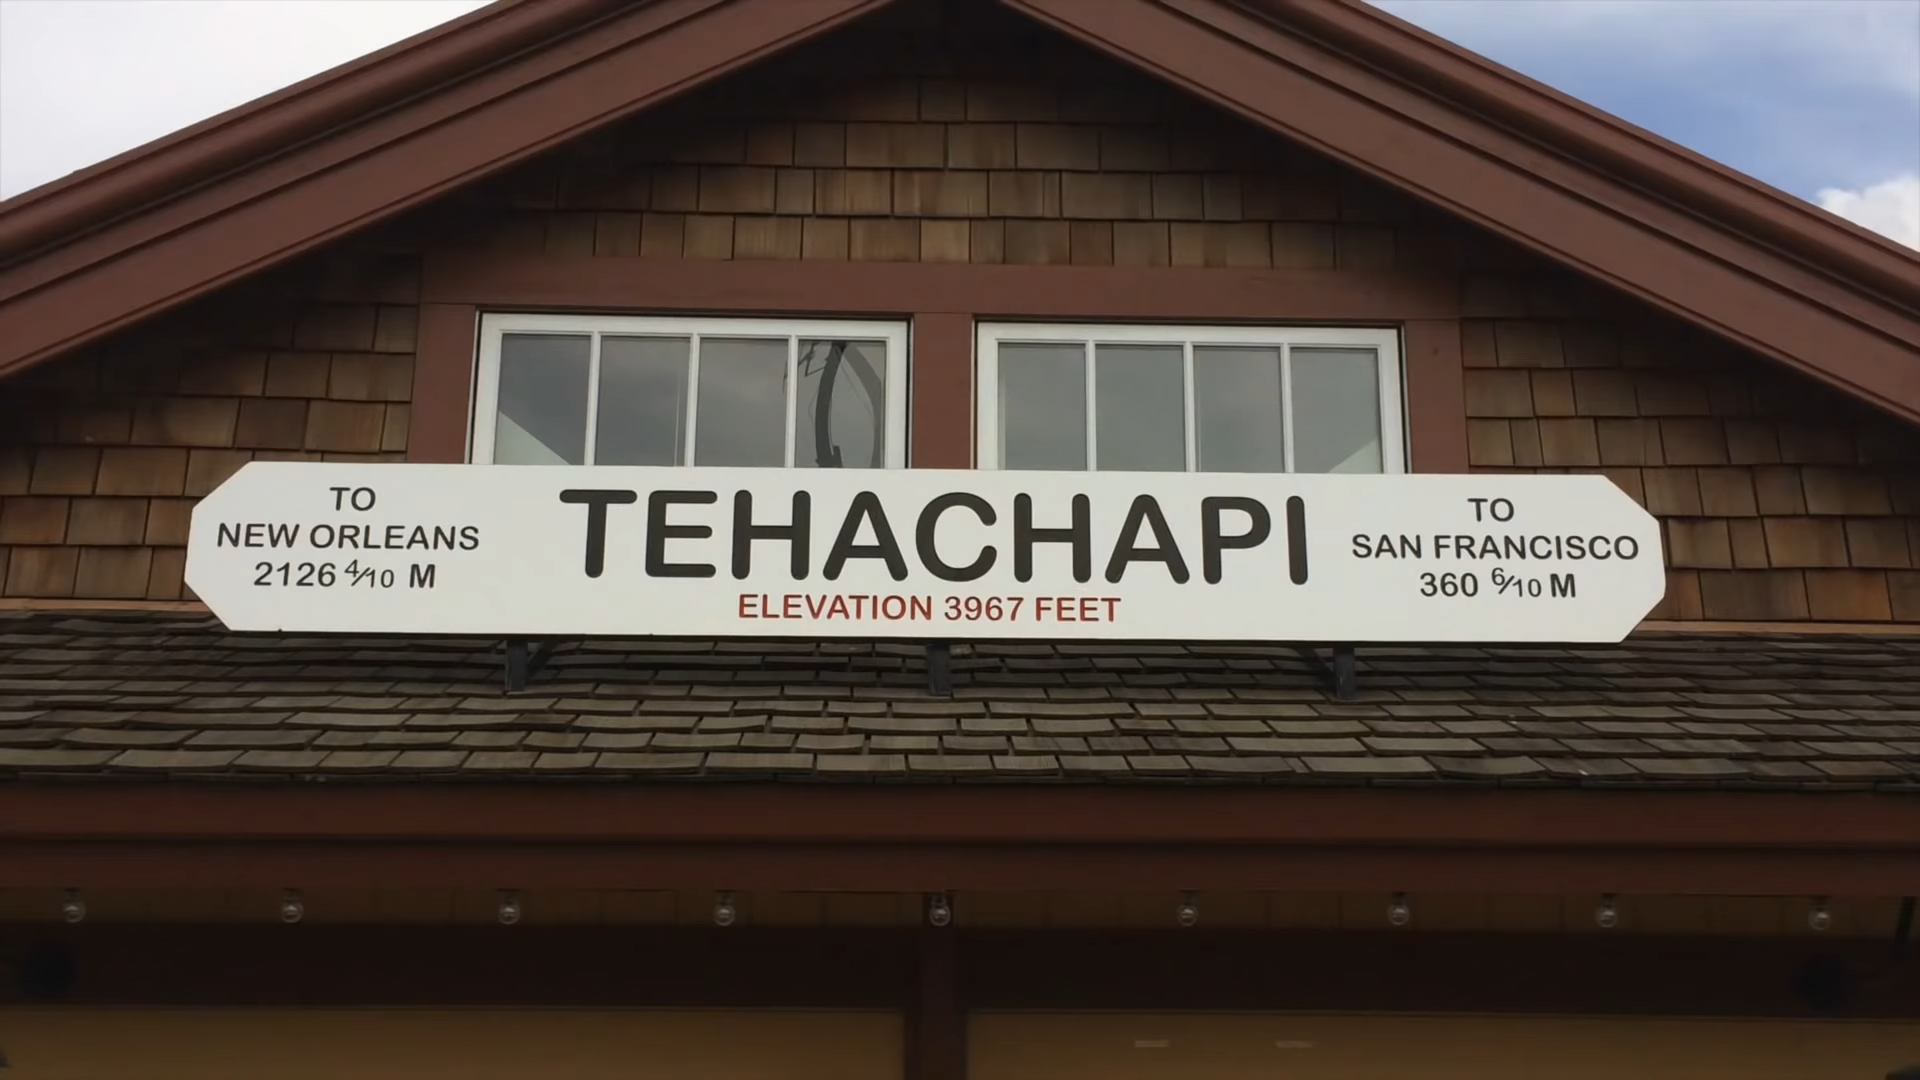 TO
NEW ORLEANS
2126 4/10 M
TEHACHAPI
ELEVATION 3967 FEET
TO
SAN FRANCISCO
360 6/10 M